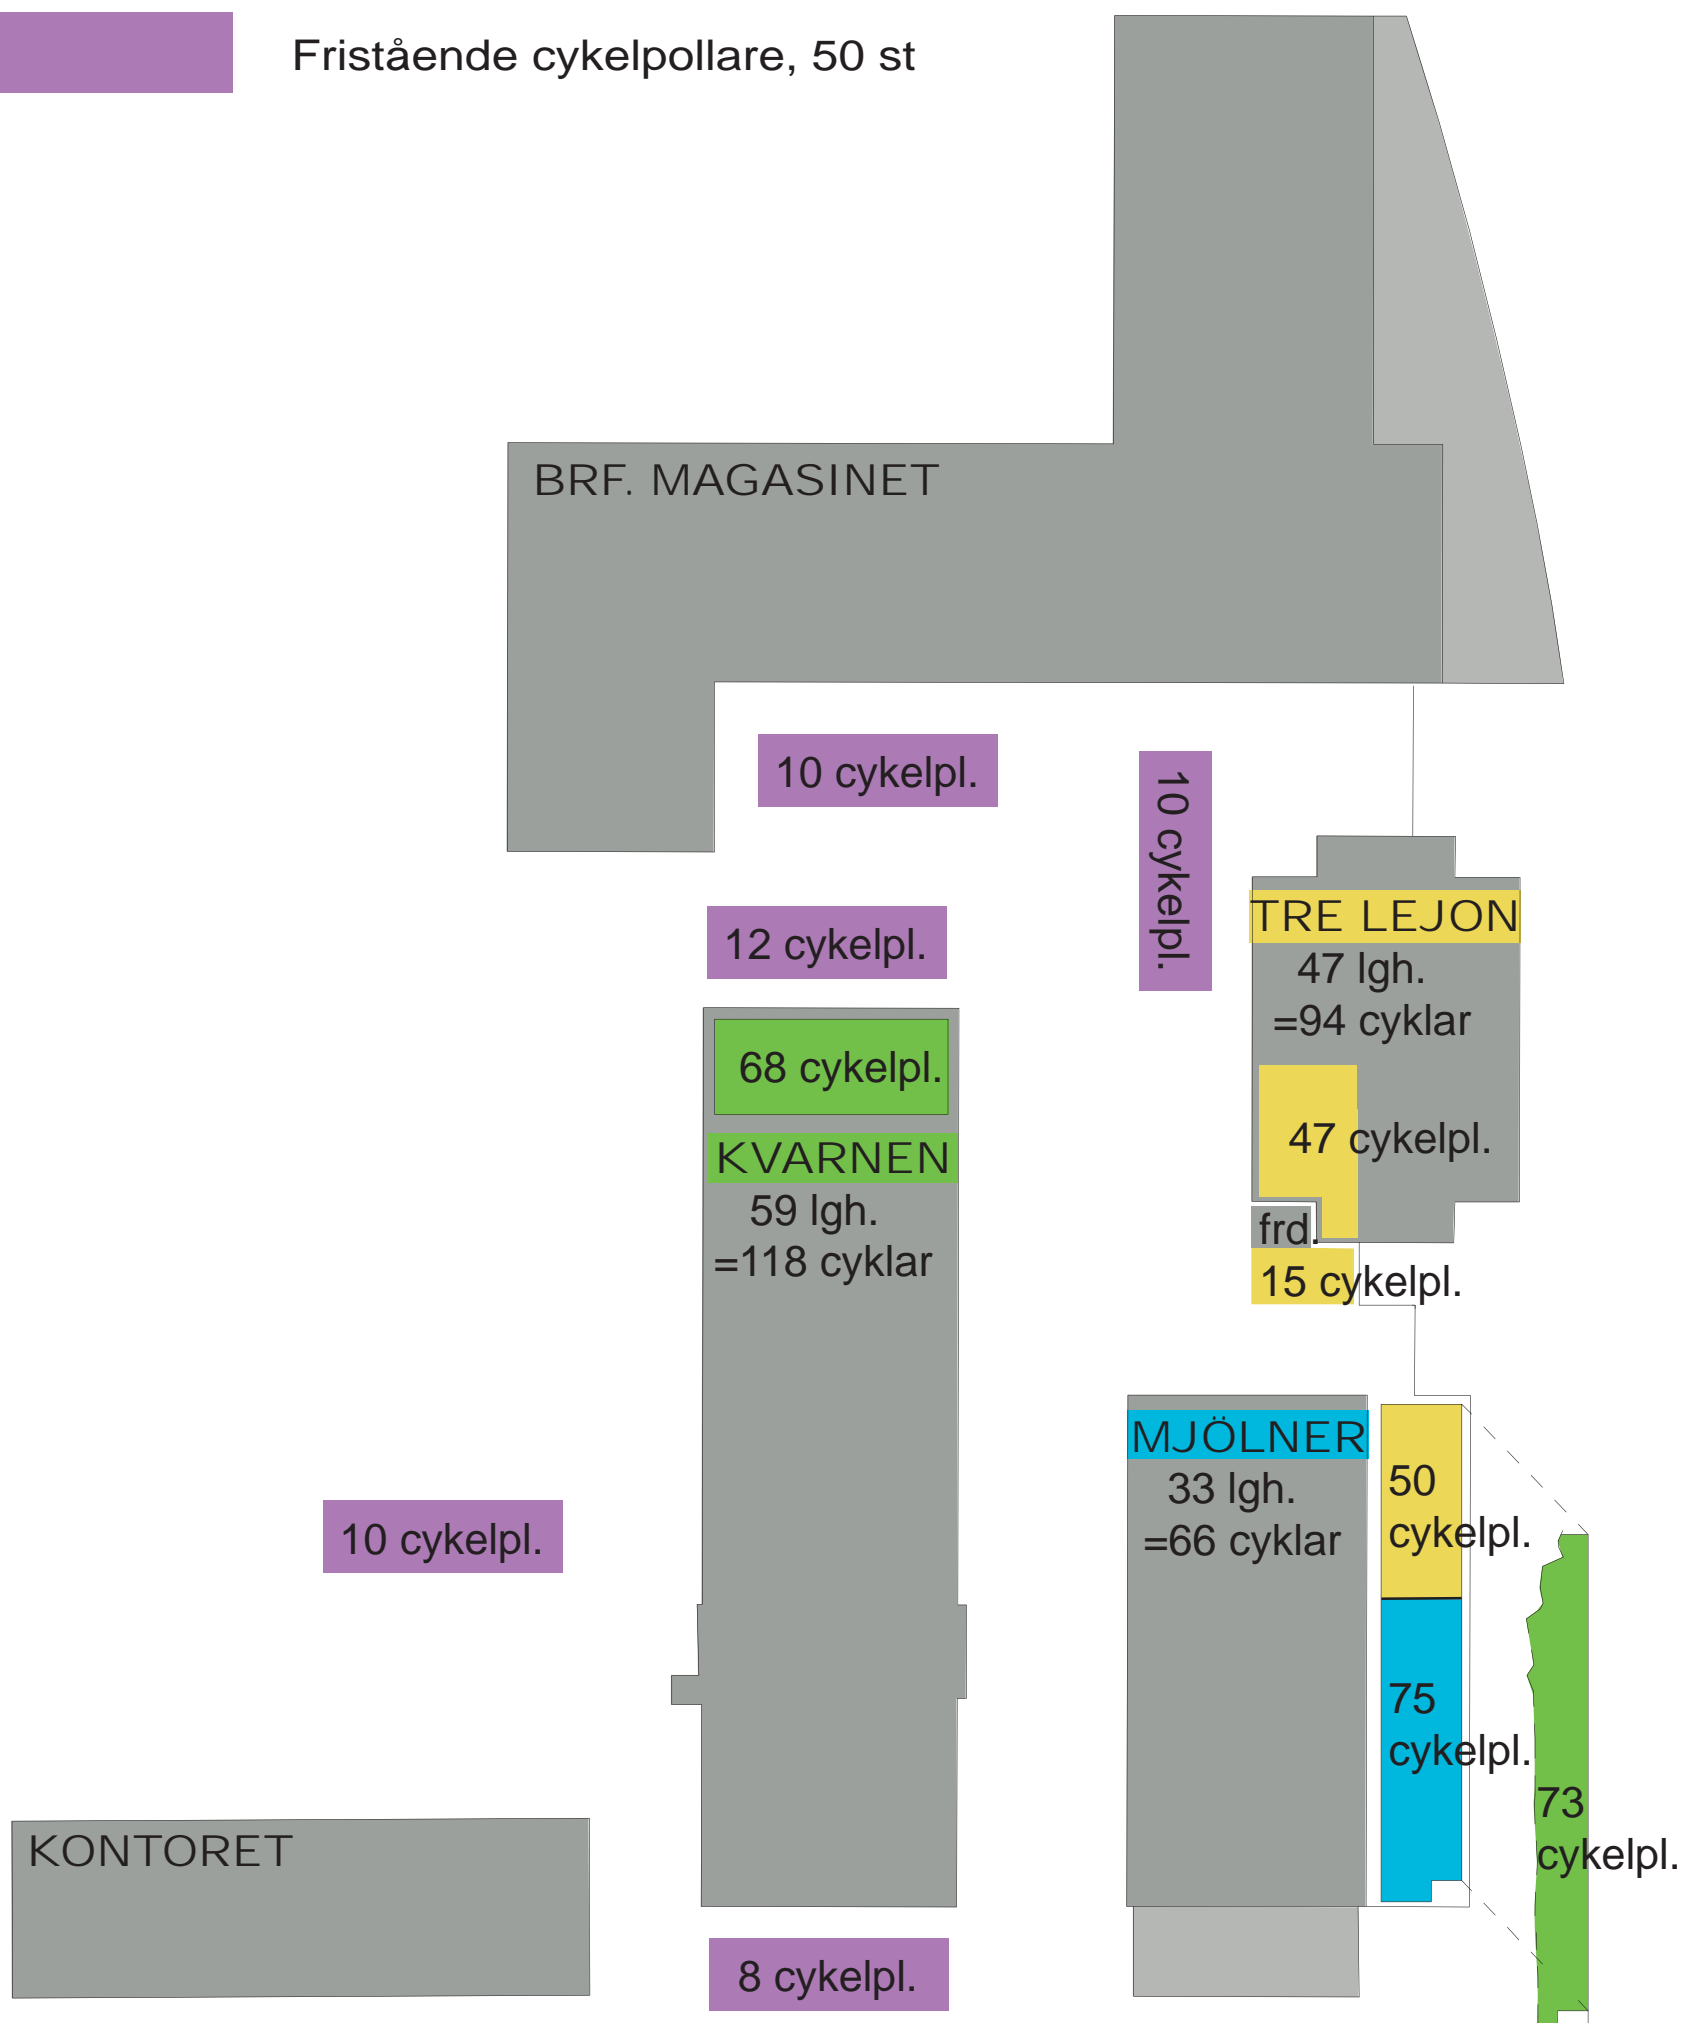 Fristående cykelpollare, 50 st
BRF. MAGASINET
10 cykelpl.
10 cykelpl.
12 cykelpl.
TRE LEJON
47 lgh.
=94 cyklar
47 cykelpl.
frd.
15 cykelpl.
68 cykelpl.
KVARNEN
59 lgh.
=118 cyklar
MJÖLNER
33 lgh.
=66 cyklar
50
cykelpl.
75
cykelpl.
73
cykelpl.
10 cykelpl.
KONTORET
8 cykelpl.